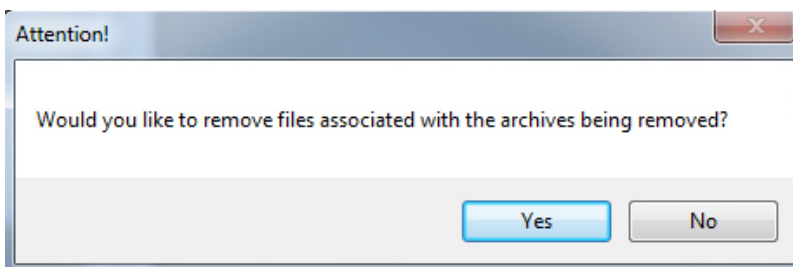 Attention!
Would you like to remove files associated with the archives being removed?
Yes No